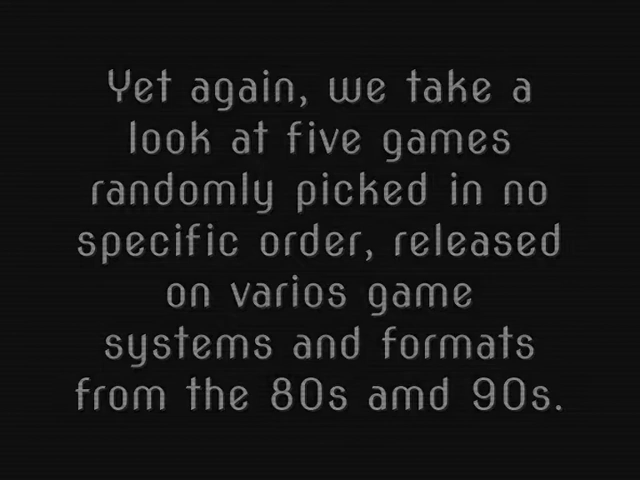 Yet again, we take a
look at five games
randomly picked in no
specific order, released
on varios game
systems and formats
from the 80s amd 90s.